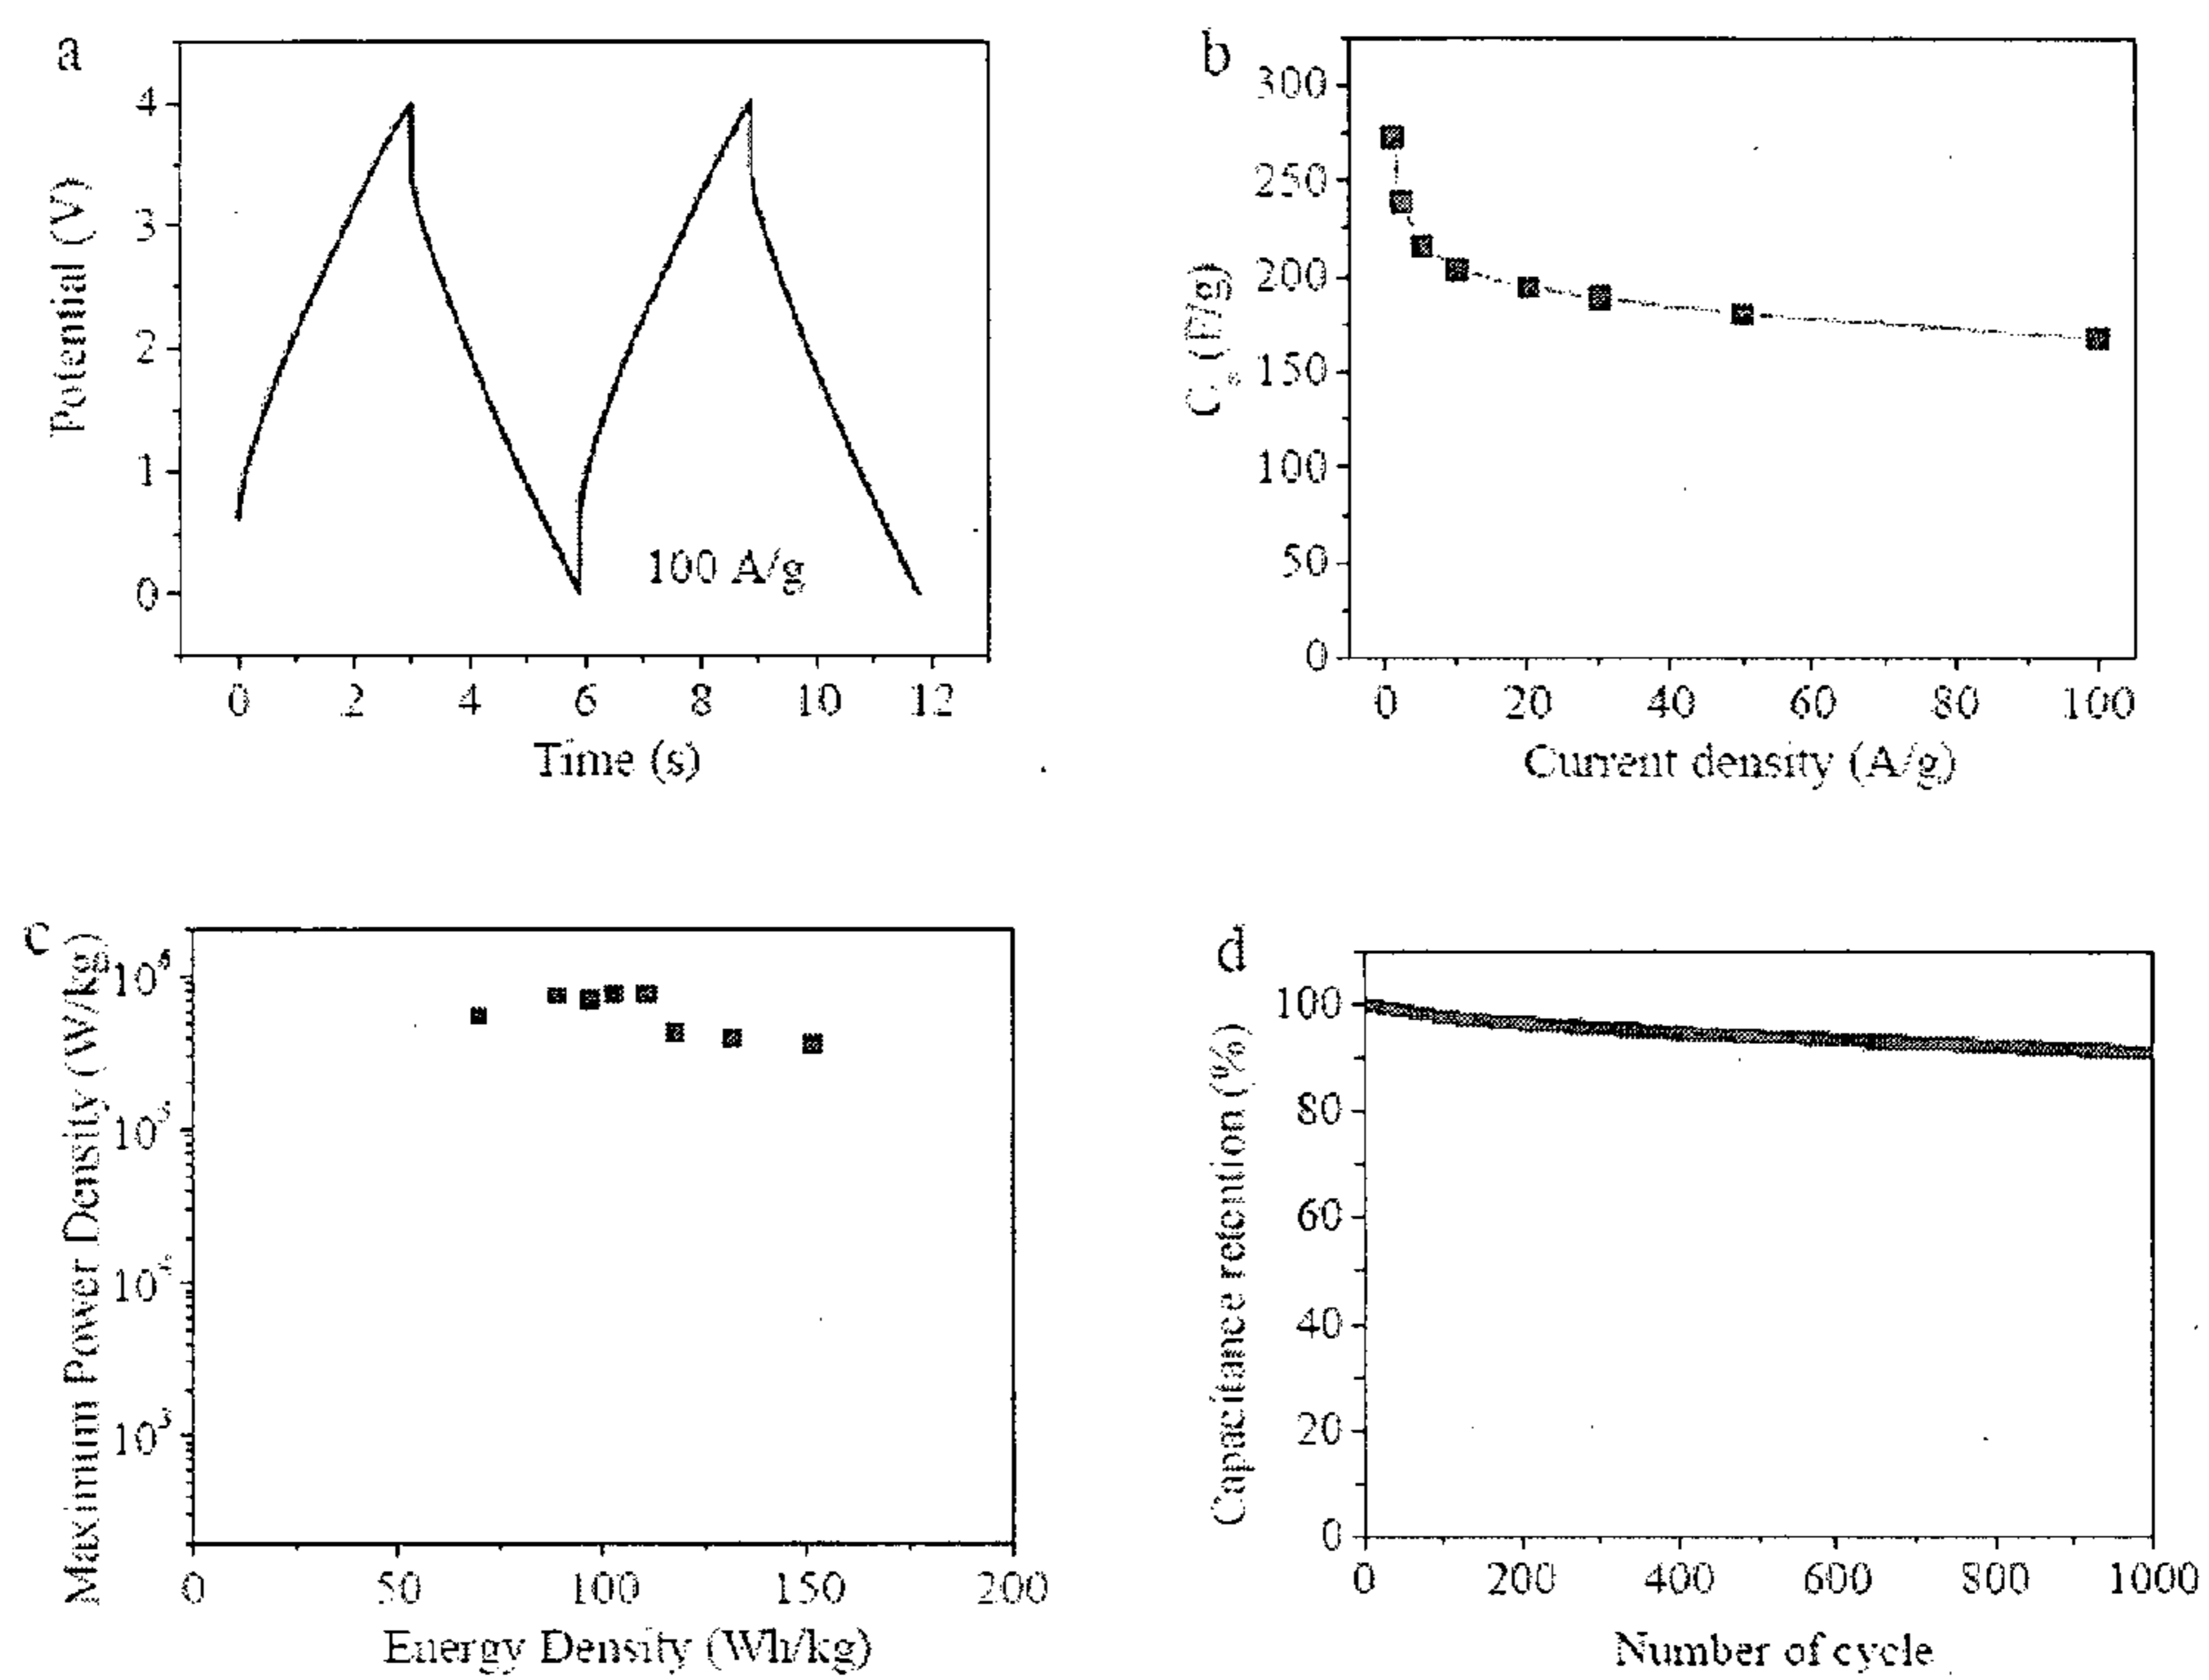 a
4
3
2
1
0
Potential (V)
100 A/g
0 2 4 6 8 10 12
Time (s)
b
300
250
200
150
100
50
0
C (F/g)
0 20 40 60 80 100
Current density (A/g)
c
Maximum Power Density (W/kg)
0 50 100 150 200
Energy Density (Wh/kg)
d
100
80
60
40
20
0
Capacitance retention (%)
0 200 400 600 800 1000
Number of cycle